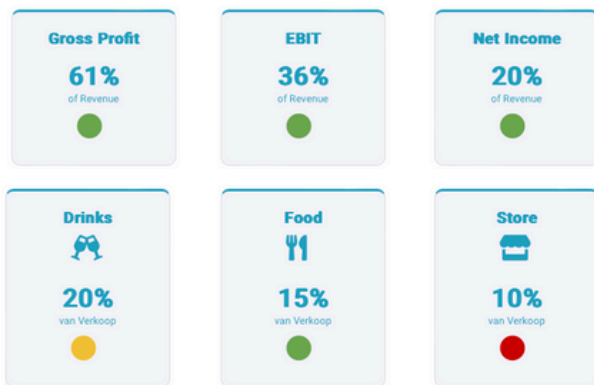 Gross Profit
61%
of Revenue
EBIT
36%
of Revenue
Net Income
20%
of Revenue
Drinks
20%
van Verkoop
Food
15%
van Verkoop
Store
10%
van Verkoop